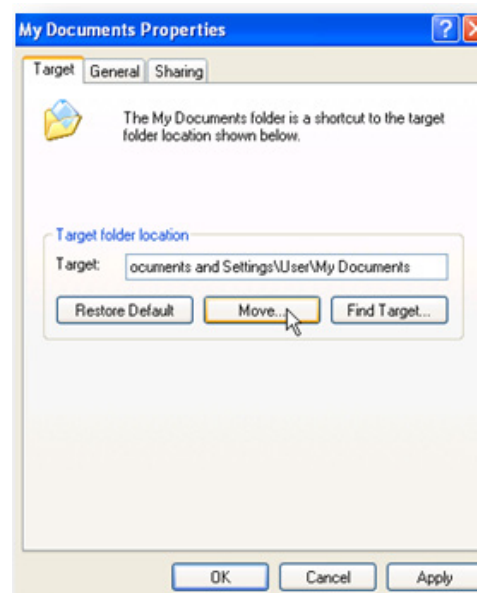 My Documents Properties
Target General Sharing
The My Documents folder is a shortcut to the target
folder location shown below.
Target folder location
Target: ocuments and Settings\User\My Documents
Restore Default Move... Find Target...
OK Cancel Apply